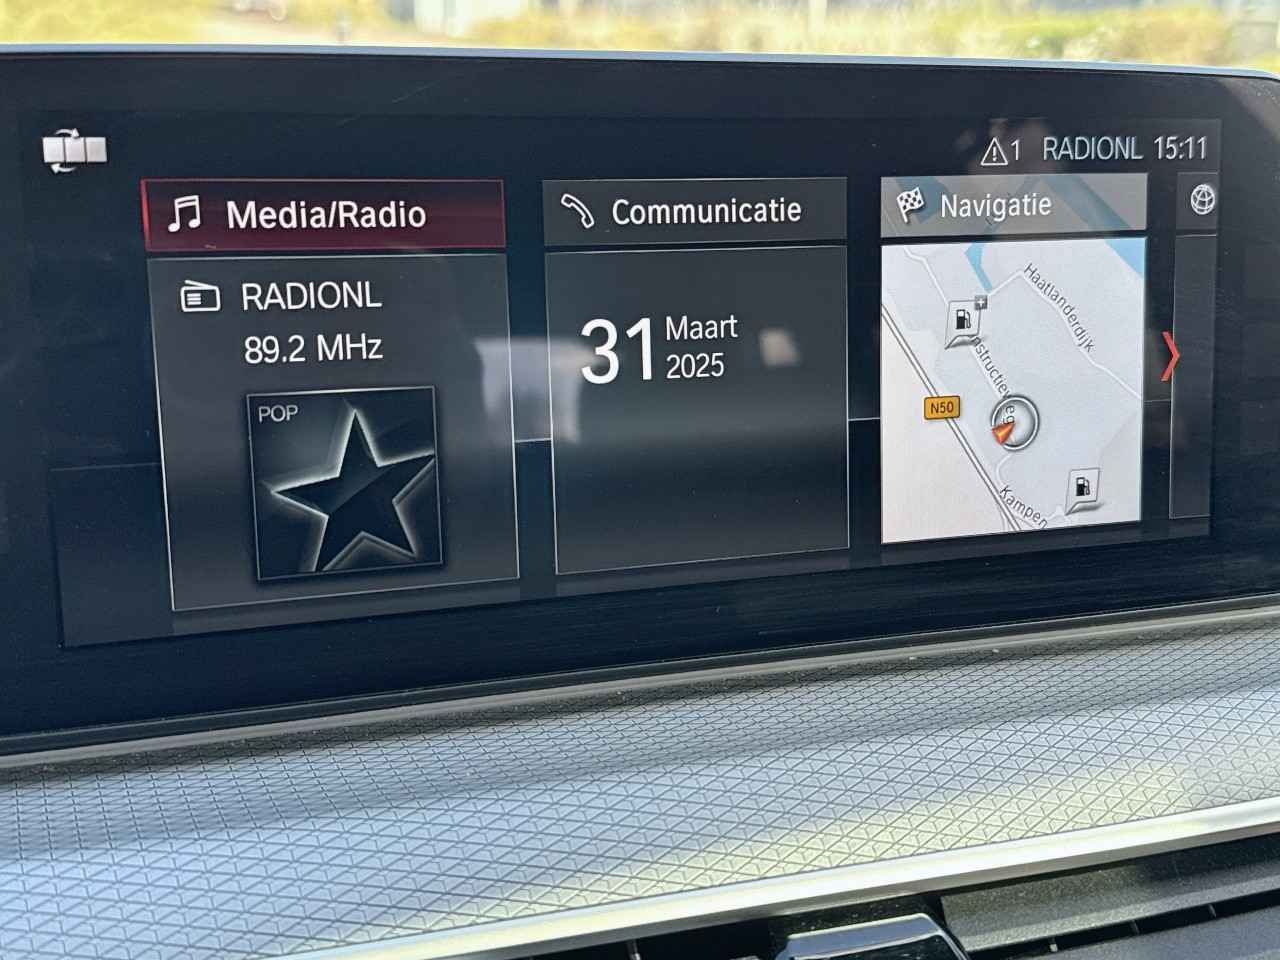 1 RADIONL 15:11
Media/Radio
RADIONL
89.2 MHz
POP
Communicatie
31 Maart
2025
Navigatie
Haatlanderdijk
N50
Kampen